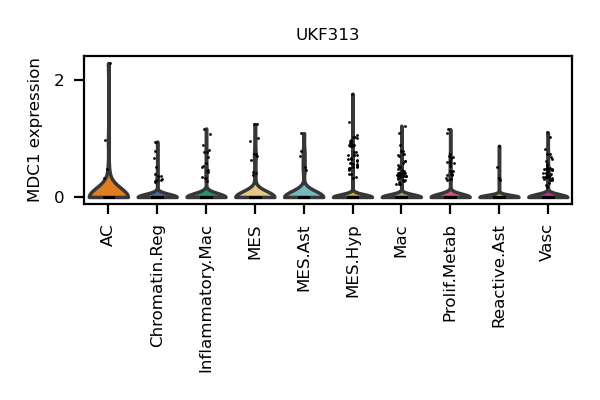 UKF313
MDC1 expression
2
0
AC
Chromatin.Reg
Inflammatory.Mac
MES
MES.Ast
MES.Hyp
Mac
Prolif.Metab
Reactive.Ast
Vasc